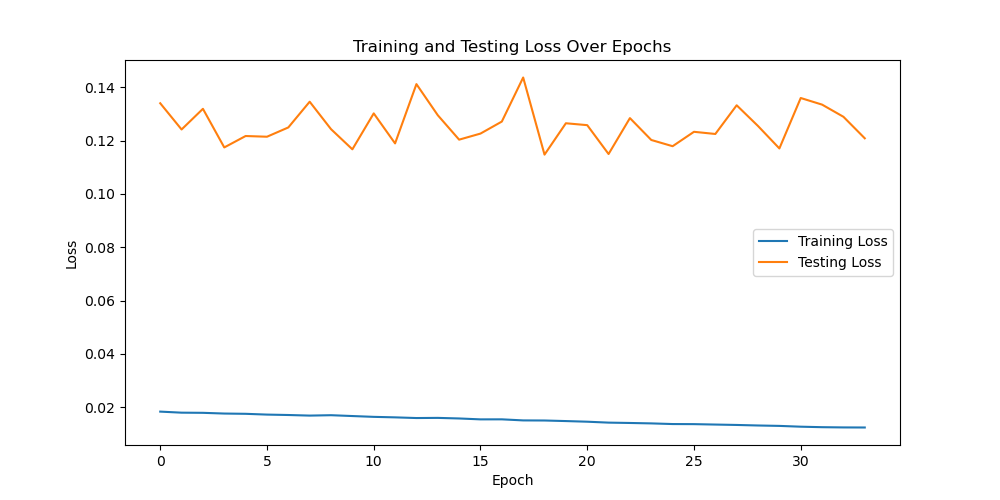 Training and Testing Loss Over Epochs
0.14
0.12
0.10
0.08
0.06
0.04
0.02
Loss
Training Loss
Testing Loss
0 5 10 15 20 25 30
Epoch